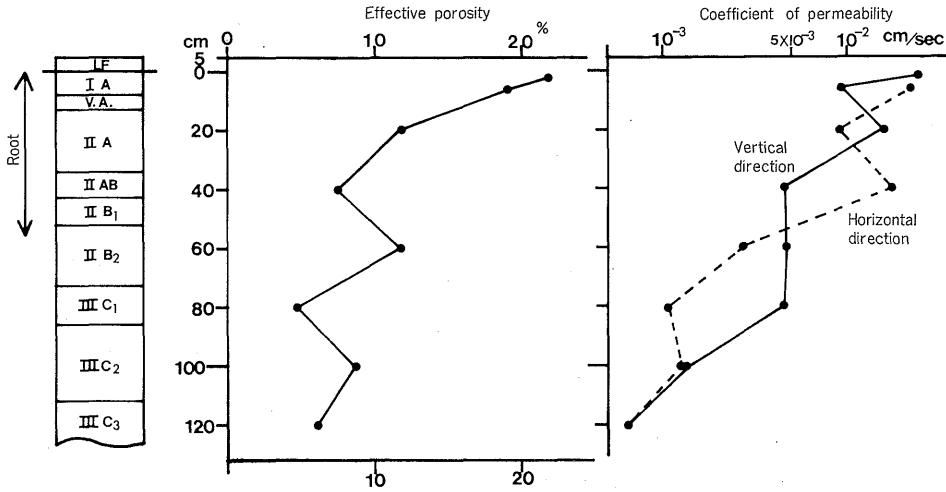 Effective porosity
Coefficient of permeability
cm 0 10 20 %
10⁻³ 5×10⁻³ 10⁻² cm/sec
5
LF
0
I A
V.A.
20
II A
Root
Vertical
direction
II AB
40
II B₁
Horizontal
direction
II B₂
60
III C₁
80
III C₂
100
III C₃
120
0 10 20